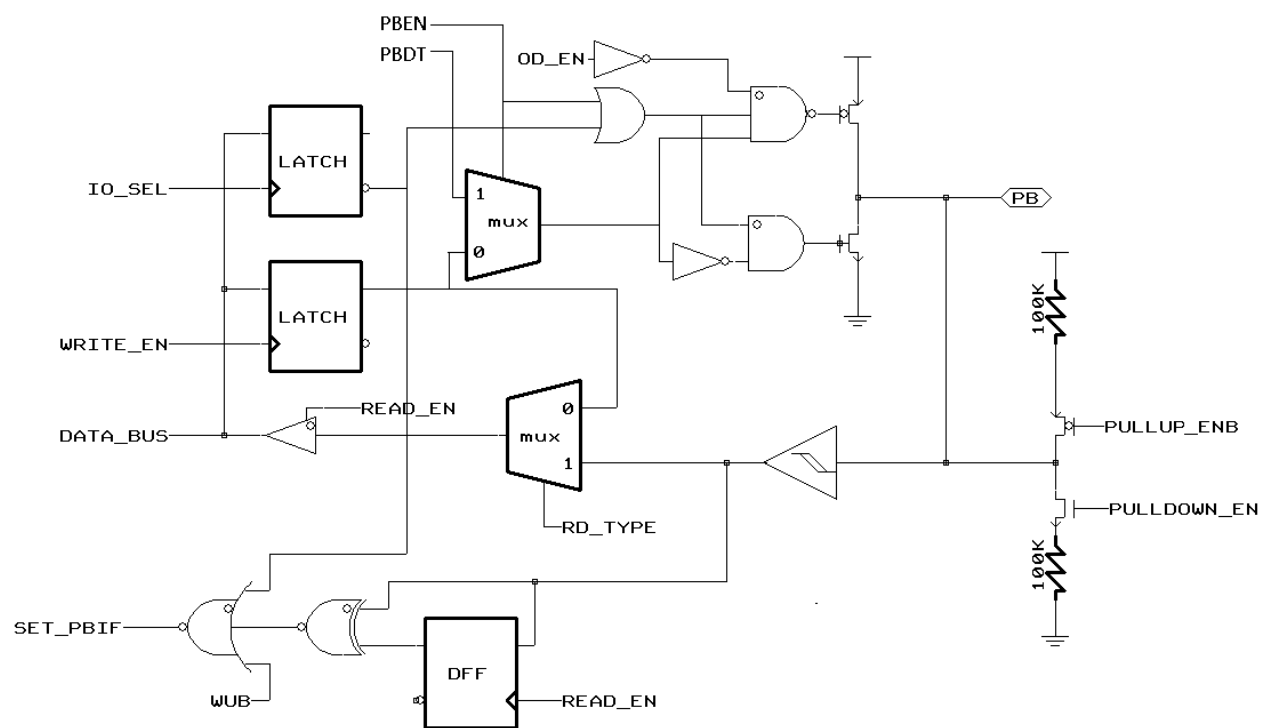 PBEN
PBDT
OD_EN
LATCH
IO_SEL
1
mux
0
PB
LATCH
100K
WRITE_EN
READ_EN
0
mux
1
DATA_BUS
PULLUP_ENB
RD_TYPE
PULLDOWN_EN
100K
SET_PBIF
DFF
WUB
READ_EN